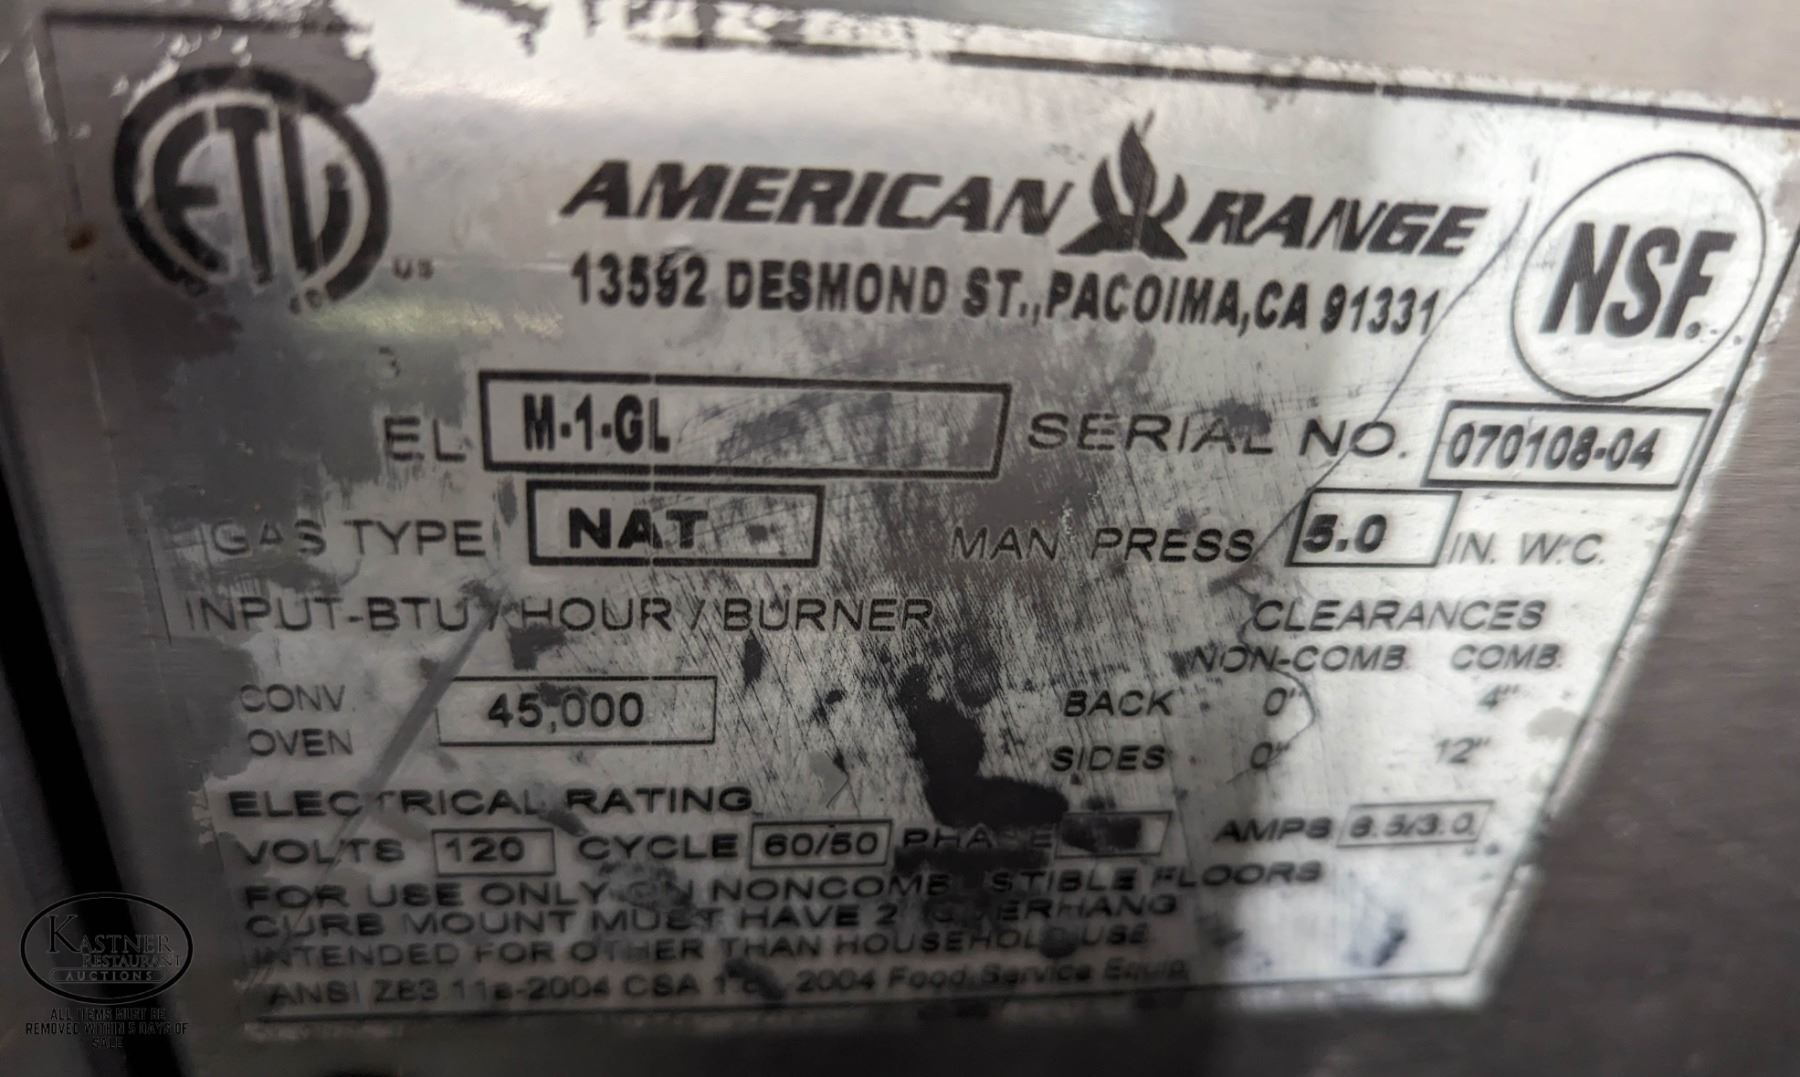 ETL
US
AMERICAN RANGE
NSF.
13592 DESMOND ST.,PACOIMA,CA 91331
EL M-1-GL SERIAL NO. 070108-04
GAS TYPE NAT MAN PRESS 5.0 IN. W.C.
INPUT-BTU / HOUR / BURNER CLEARANCES
NON-COMB. COMB.
CONV. 45,000 BACK 0" 4"
OVEN SIDES 0" 12"
ELECTRICAL RATING
VOLTS 120 CYCLE 60/50 PHASE AMPS
FOR USE ONLY ON NONCOMBUSTIBLE FLOORS
CURB MOUNT MUST HAVE 2" OVERHANG
INTENDED FOR OTHER THAN HOUSEHOLD USE
ANSI Z83.11a-2004 CSA 2004 Food Service Equip
KASTNER
RESTAURANT
AUCTIONS
ALL ITEMS MUST BE
REMOVED WITHIN 5 DAYS OF
SALE